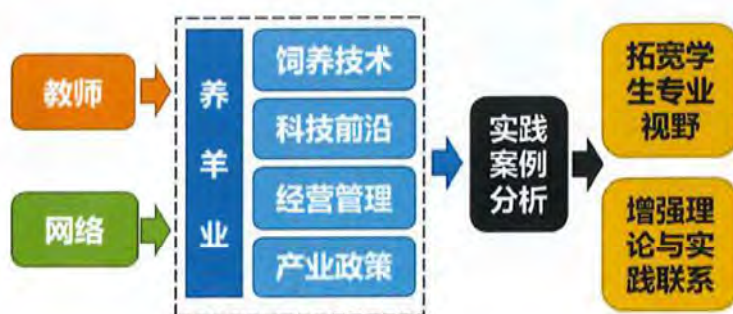 教师
网络
养
羊
业
饲养技术
科技前沿
经营管理
产业政策
实践
案例
分析
拓宽学
生专业
视野
增强理
论与实
践联系